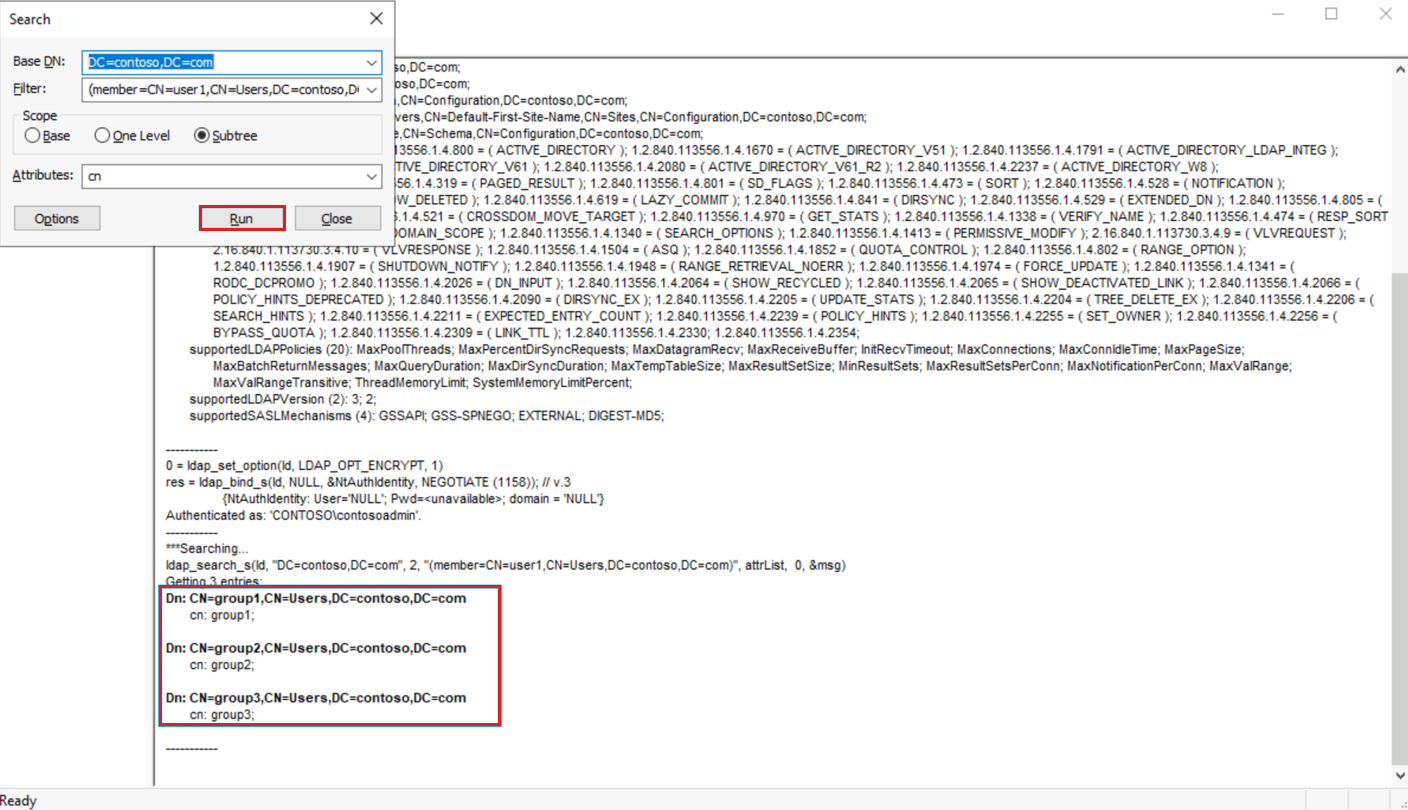 Search
Base DN:
DC=contoso,DC=com
Filter:
(member=CN=user1,CN=Users,DC=contoso,D
Scope
Base
One Level
Subtree
Attributes:
cn
Options
Run
Close
so,DC=com;
oso,DC=com;
,CN=Configuration,DC=contoso,DC=com;
vers,CN=Default-First-Site-Name,CN=Sites,CN=Configuration,DC=contoso,DC=com;
e,CN=Schema,CN=Configuration,DC=contoso,DC=com;
13556.1.4.800 = ( ACTIVE_DIRECTORY ); 1.2.840.113556.1.4.1670 = ( ACTIVE_DIRECTORY_V51 ); 1.2.840.113556.1.4.1791 = ( ACTIVE_DIRECTORY_LDAP_INTEG );
TIVE_DIRECTORY_V61 ); 1.2.840.113556.1.4.2080 = ( ACTIVE_DIRECTORY_V61_R2 ); 1.2.840.113556.1.4.2237 = ( ACTIVE_DIRECTORY_W8 );
56.1.4.319 = ( PAGED_RESULT ); 1.2.840.113556.1.4.801 = ( SD_FLAGS ); 1.2.840.113556.1.4.473 = ( SORT ); 1.2.840.113556.1.4.528 = ( NOTIFICATION );
OW_DELETED ); 1.2.840.113556.1.4.619 = ( LAZY_COMMIT ); 1.2.840.113556.1.4.841 = ( DIRSYNC ); 1.2.840.113556.1.4.529 = ( EXTENDED_DN ); 1.2.840.113556.1.4.805 = (
6.1.4.521 = ( CROSSDOM_MOVE_TARGET ); 1.2.840.113556.1.4.970 = ( GET_STATS ); 1.2.840.113556.1.4.1338 = ( VERIFY_NAME ); 1.2.840.113556.1.4.474 = ( RESP_SORT
DOMAIN_SCOPE ); 1.2.840.113556.1.4.1340 = ( SEARCH_OPTIONS ); 1.2.840.113556.1.4.1413 = ( PERMISSIVE_MODIFY ); 2.16.840.1.113730.3.4.9 = ( VLVREQUEST );
2.16.840.1.113730.3.4.10 = ( VLVRESPONSE ); 1.2.840.113556.1.4.1504 = ( ASQ ); 1.2.840.113556.1.4.1852 = ( QUOTA_CONTROL ); 1.2.840.113556.1.4.802 = ( RANGE_OPTION );
1.2.840.113556.1.4.1907 = ( SHUTDOWN_NOTIFY ); 1.2.840.113556.1.4.1948 = ( RANGE_RETRIEVAL_NOERR ); 1.2.840.113556.1.4.1974 = ( FORCE_UPDATE ); 1.2.840.113556.1.4.1341 = (
RODC_DCPROMO ); 1.2.840.113556.1.4.2026 = ( DN_INPUT ); 1.2.840.113556.1.4.2064 = ( SHOW_RECYCLED ); 1.2.840.113556.1.4.2065 = ( SHOW_DEACTIVATED_LINK ); 1.2.840.113556.1.4.2066 = (
POLICY_HINTS_DEPRECATED ); 1.2.840.113556.1.4.2090 = ( DIRSYNC_EX ); 1.2.840.113556.1.4.2205 = ( UPDATE_STATS ); 1.2.840.113556.1.4.2204 = ( TREE_DELETE_EX ); 1.2.840.113556.1.4.2206 = (
SEARCH_HINTS ); 1.2.840.113556.1.4.2211 = ( EXPECTED_ENTRY_COUNT ); 1.2.840.113556.1.4.2239 = ( POLICY_HINTS ); 1.2.840.113556.1.4.2255 = ( SET_OWNER ); 1.2.840.113556.1.4.2256 = (
BYPASS_QUOTA ); 1.2.840.113556.1.4.2309 = ( LINK_TTL ); 1.2.840.113556.1.4.2330; 1.2.840.113556.1.4.2354;
supportedLDAPPolicies (20): MaxPoolThreads; MaxPercentDirSyncRequests; MaxDatagramRecv; MaxReceiveBuffer; InitRecvTimeout; MaxConnections; MaxConnIdleTime; MaxPageSize;
MaxBatchReturnMessages; MaxQueryDuration; MaxDirSyncDuration; MaxTempTableSize; MaxResultSetSize; MinResultSets; MaxResultSetsPerConn; MaxNotificationPerConn; MaxValRange;
MaxValRangeTransitive; ThreadMemoryLimit; SystemMemoryLimitPercent;
supportedLDAPVersion (2): 3; 2;
supportedSASLMechanisms (4): GSSAPI; GSS-SPNEGO; EXTERNAL; DIGEST-MD5;
-----------
0 = ldap_set_option(ld, LDAP_OPT_ENCRYPT, 1)
res = ldap_bind_s(ld, NULL, &NtAuthIdentity, NEGOTIATE (1158)); // v.3
{NtAuthIdentity: User='NULL'; Pwd=<unavailable>; domain = 'NULL'}
Authenticated as: 'CONTOSO\contosoadmin'.
-----------
***Searching...
ldap_search_s(ld, "DC=contoso,DC=com", 2, "(member=CN=user1,CN=Users,DC=contoso,DC=com)", attrList,  0, &msg)
Getting 3 entries:
Dn: CN=group1,CN=Users,DC=contoso,DC=com
cn: group1;
Dn: CN=group2,CN=Users,DC=contoso,DC=com
cn: group2;
Dn: CN=group3,CN=Users,DC=contoso,DC=com
cn: group3;
-----------
Ready